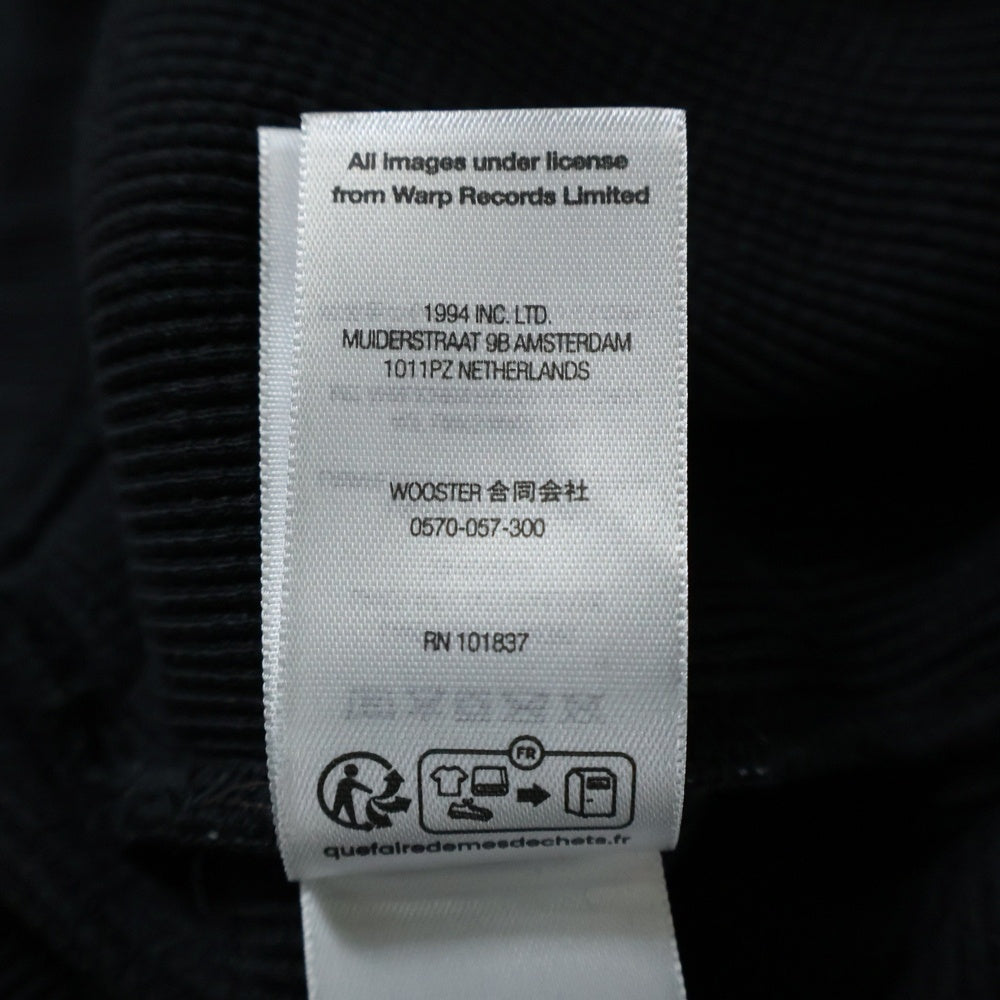 All images under license
from Warp Records Limited
1994 INC. LTD.
MUIDERSTRAAT 9B AMSTERDAM
1011PZ NETHERLANDS
WOOSTER 合同会社
0570-057-300
RN 101837
FR
quefairedemesdechets.fr